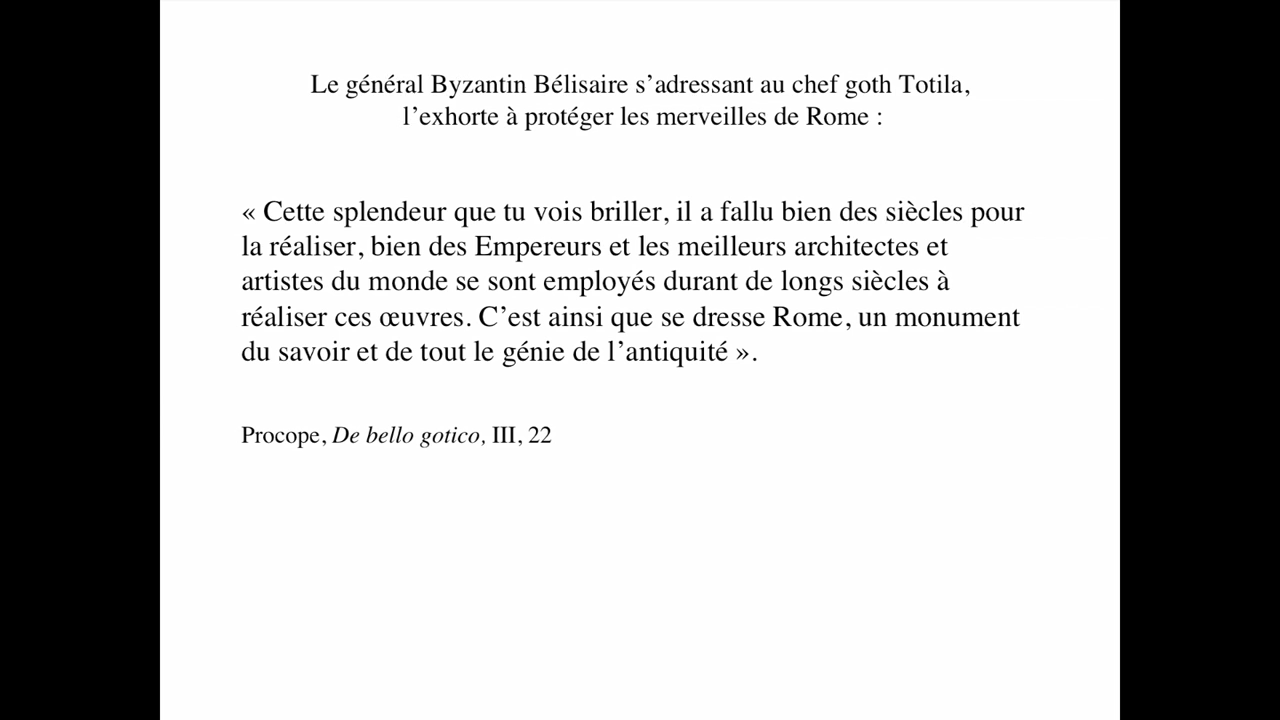 Le général Byzantin Bélisaire s’adressant au chef goth Totila,
l’exhorte à protéger les merveilles de Rome :
« Cette splendeur que tu vois briller, il a fallu bien des siècles pour
la réaliser, bien des Empereurs et les meilleurs architectes et
artistes du monde se sont employés durant de longs siècles à
réaliser ces œuvres. C’est ainsi que se dresse Rome, un monument
du savoir et de tout le génie de l’antiquité ».
Procope, De bello gotico, III, 22